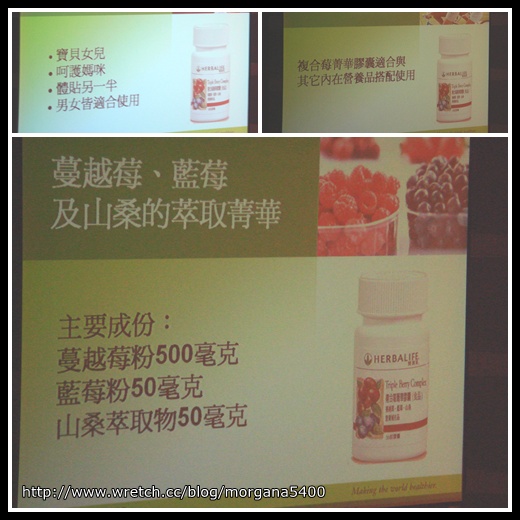 • 寶貝女兒
• 呵護媽咪
• 體貼另一半
• 男女皆適合使用
複合莓菁華膠囊適合與
其它內在營養品搭配使用
蔓越莓、藍莓
及山桑的萃取菁華
主要成份：
蔓越莓粉500毫克
藍莓粉50毫克
山桑萃取物50毫克
HERBALIFE
Triple Berry Complex
Making the world healthier
http://www.wretch.cc/blog/morgana5400